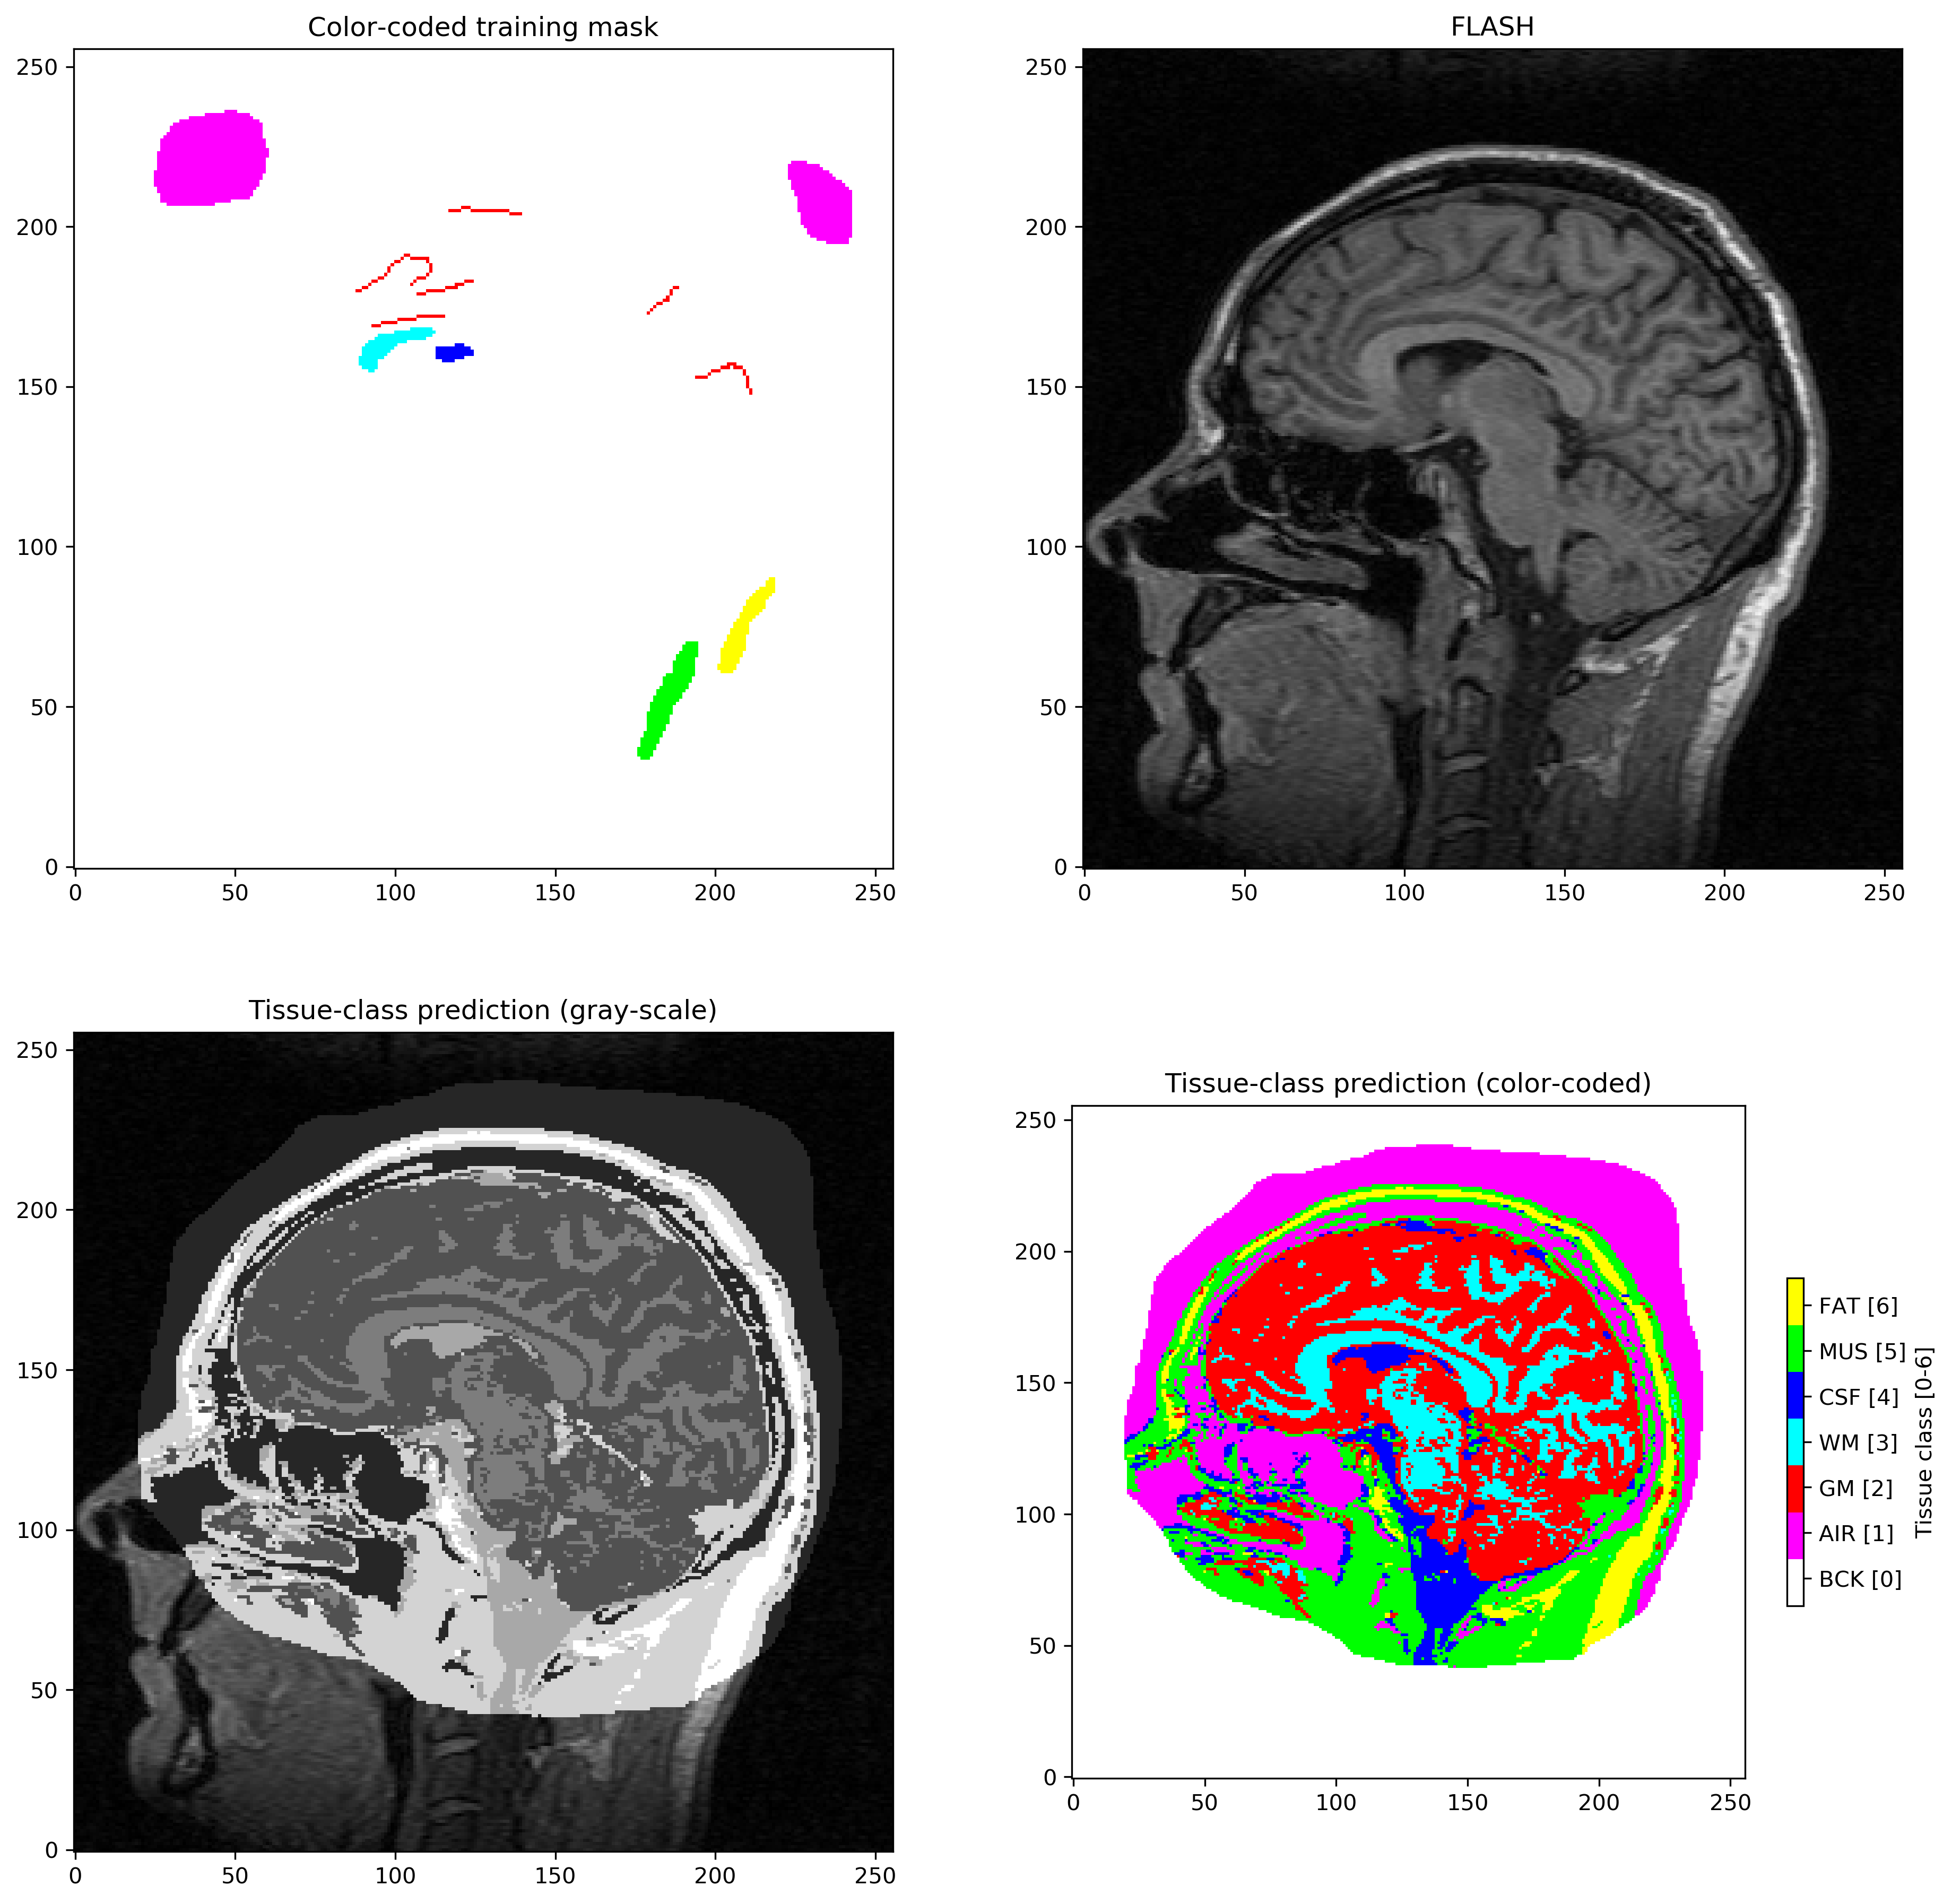 Color-coded training mask
250
200
150
100
50
0
0 50 100 150 200 250
FLASH
250
200
150
100
50
0
0 50 100 150 200 250
Tissue-class prediction (gray-scale)
250
200
150
100
50
0
0 50 100 150 200 250
Tissue-class prediction (color-coded)
250
200
150
100
50
0
0 50 100 150 200 250
FAT [6]
MUS [5]
CSF [4]
WM [3]
GM [2]
AIR [1]
BCK [0]
Tissue class [0-6]